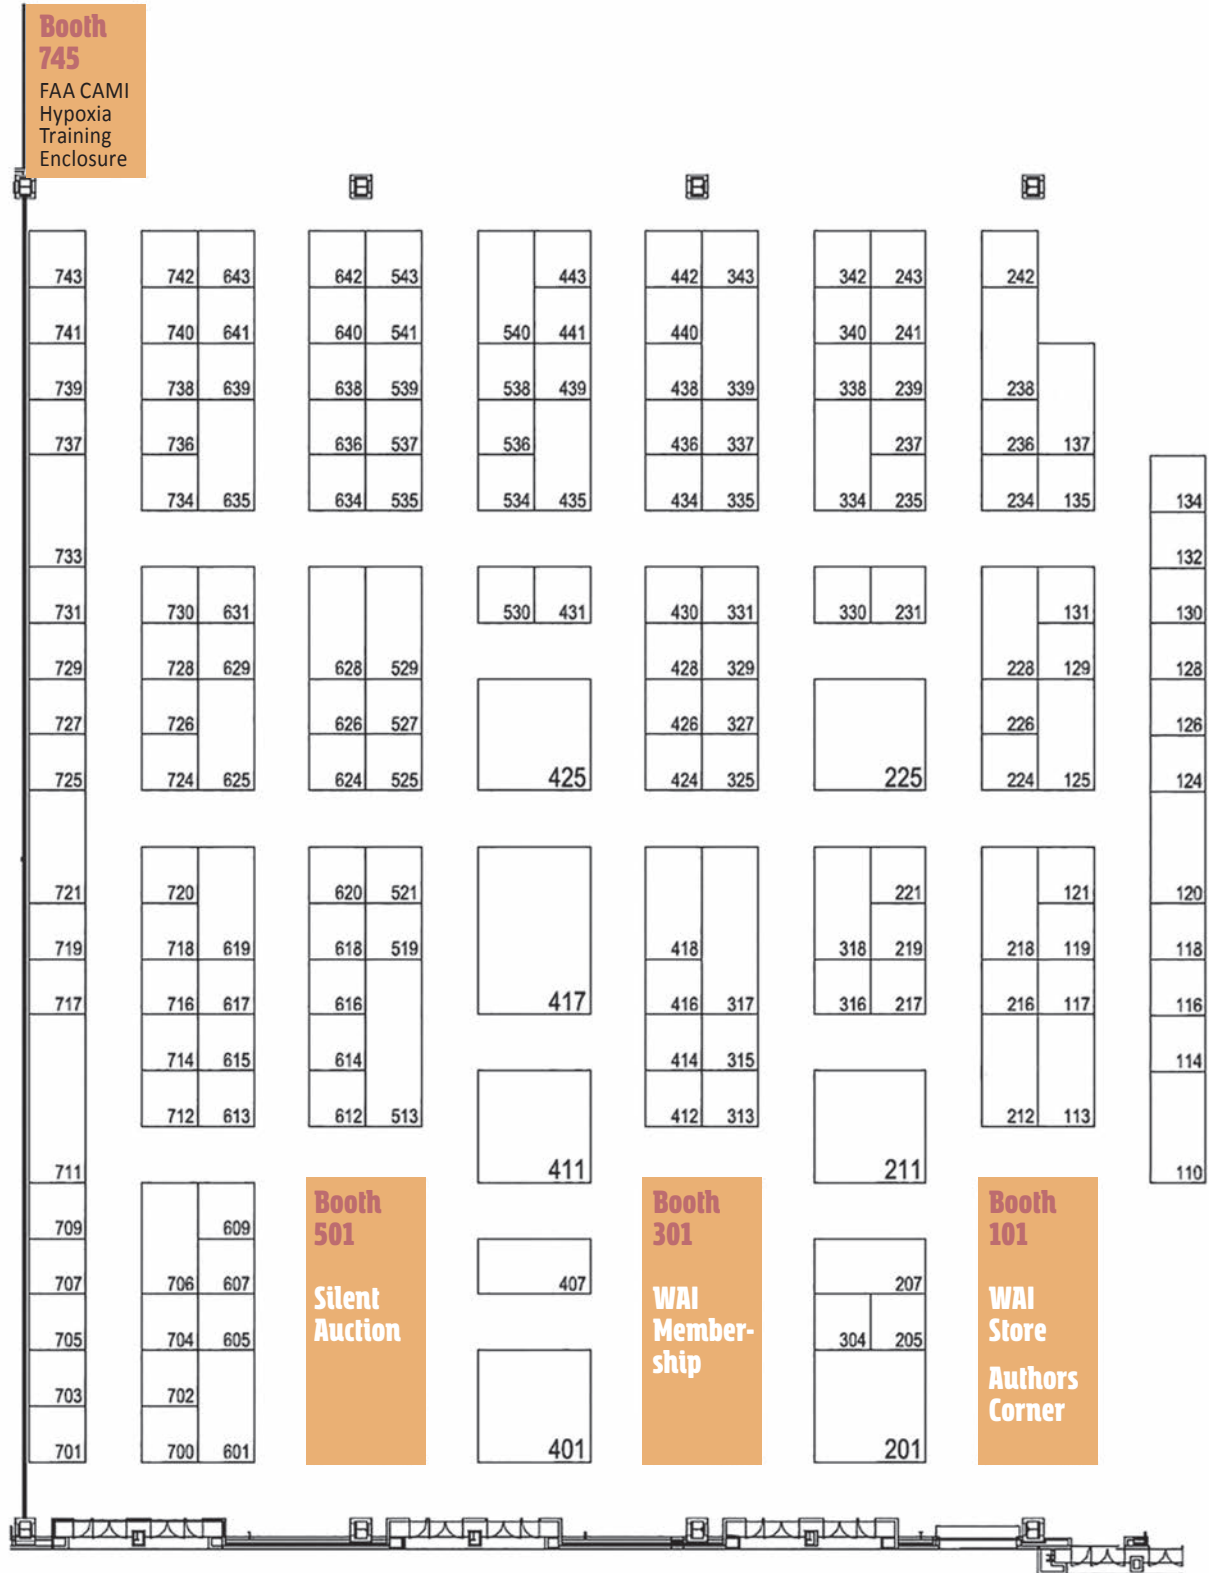 Booth
745
FAA CAMI
Hypoxia
Training
Enclosure
743 742 643 642 543 443 442 343 342 243 242
741 740 641 640 541 540 441 440 340 241
739 738 639 638 539 538 439 438 339 338 239 238
737 736 636 537 536 436 337 237 236 137
734 635 634 535 534 435 434 335 334 235 234 135 134
733 132
731 730 631 530 431 430 331 330 231 131 130
729 728 629 628 529 428 329 228 129 128
727 726 626 527 426 327 226 126
725 724 625 624 525 425 424 325 225 224 125 124
721 720 620 521 221 121 120
719 718 619 618 519 418 318 219 218 119 118
717 716 617 616 417 416 317 316 217 216 117 116
714 615 614 414 315 114
712 613 612 513 412 313 212 113
711 411 211 110
Booth
501
Silent
Auction
Booth
301
WAI
Member-
ship
Booth
101
WAI
Store
Authors
Corner
709 609
707 706 607 407 207
705 704 605 304 205
703 702
701 700 601 401 201